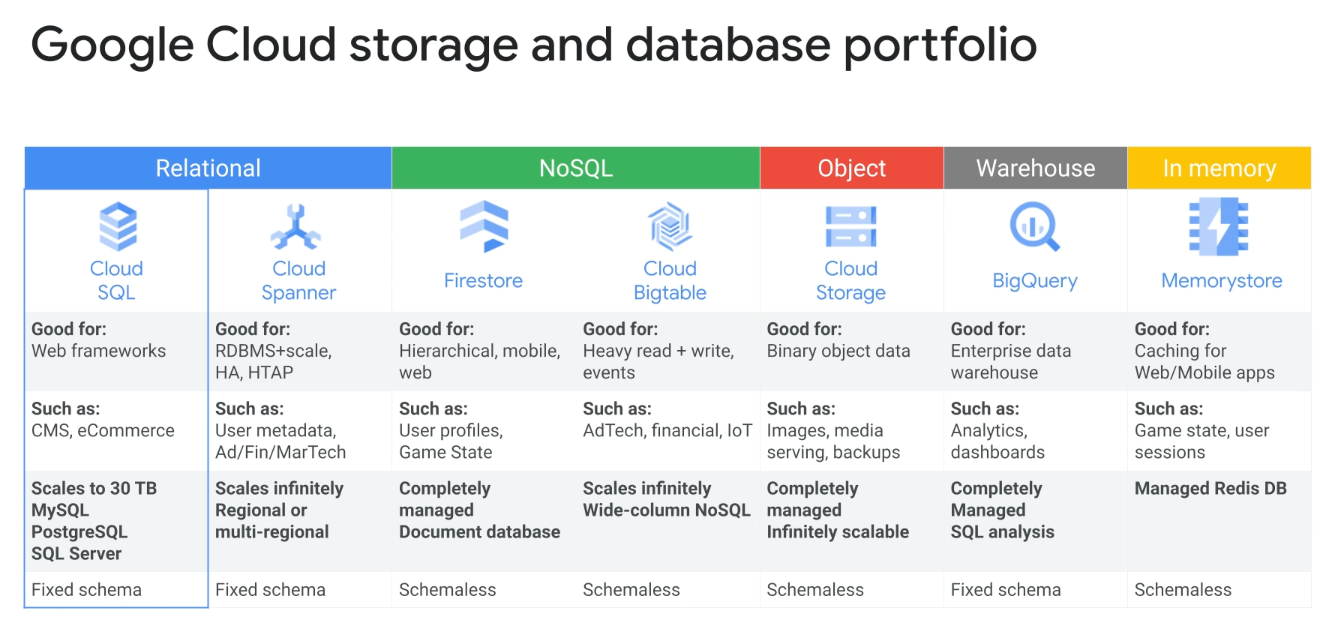 Google Cloud storage and database portfolio
Relational
NoSQL
Object
Warehouse
In memory
Cloud
SQL
Cloud
Spanner
Firestore
Cloud
Bigtable
Cloud
Storage
BigQuery
Memorystore
Good for:
Web frameworks
Good for:
RDBMS+scale,
HA, HTAP
Good for:
Hierarchical, mobile,
web
Good for:
Heavy read + write,
events
Good for:
Binary object data
Good for:
Enterprise data
warehouse
Good for:
Caching for
Web/Mobile apps
Such as:
CMS, eCommerce
Such as:
User metadata,
Ad/Fin/MarTech
Such as:
User profiles,
Game State
Such as:
AdTech, financial, IoT
Such as:
Images, media
serving, backups
Such as:
Analytics,
dashboards
Such as:
Game state, user
sessions
Scales to 30 TB
MySQL
PostgreSQL
SQL Server
Scales infinitely
Regional or
multi-regional
Completely
managed
Document database
Scales infinitely
Wide-column NoSQL
Completely
managed
Infinitely scalable
Completely
Managed
SQL analysis
Managed Redis DB
Fixed schema
Fixed schema
Schemaless
Schemaless
Schemaless
Fixed schema
Schemaless